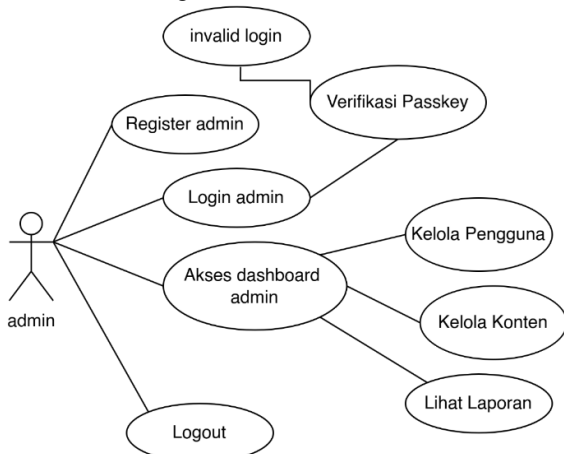 invalid login
Verifikasi Passkey
Register admin
Login admin
Kelola Pengguna
Akses dashboard
admin
admin
Kelola Konten
Lihat Laporan
Logout